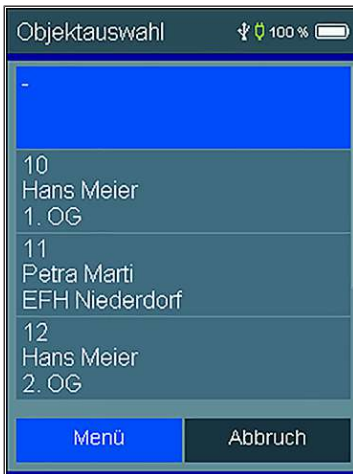 Objektauswahl 100 %
-
10
Hans Meier
1. OG
11
Petra Marti
EFH Niederdorf
12
Hans Meier
2. OG
Menü Abbruch